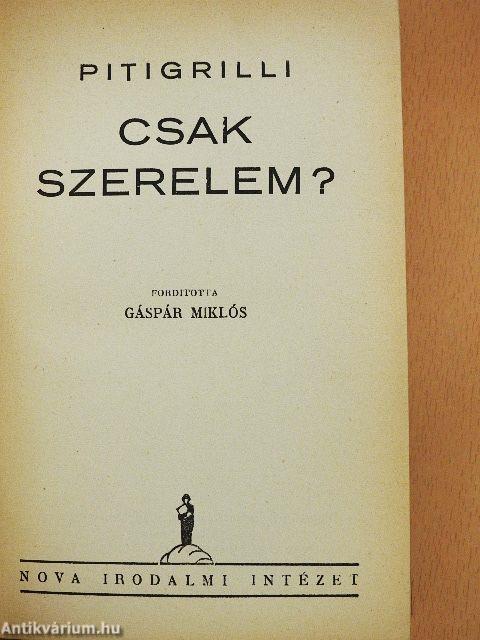 PITIGRILLI
CSAK
SZERELEM?
FORDITOTTA
GÁSPÁR MIKLÓS
NOVA IRODALMI INTÉZET
Antikvárium.hu